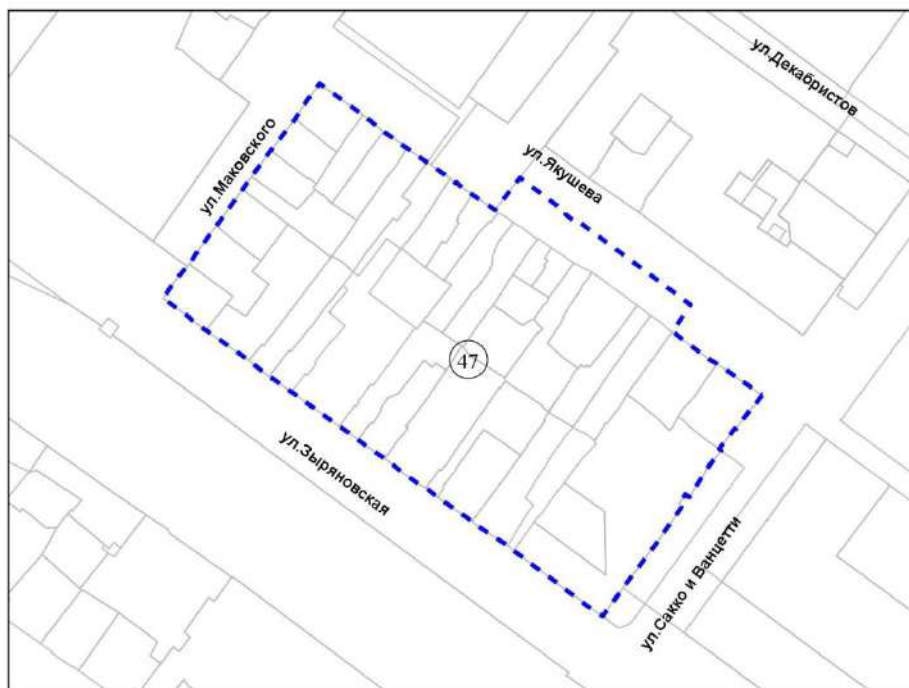 ул.Декабристов
ул.Маковского
ул.Якушева
47
ул.Зыряновская
ул.Сакко и Ванцетти